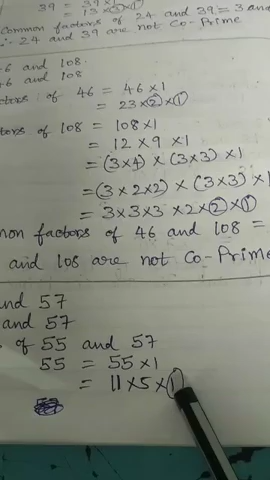 39 = 39 × 1
= 13 × 3 × 1
Common factors of 24 and 39 = 3 and
∴ 24 and 39 are not Co-Prime
46 and 108.
46 and 108
of 46 = 46 × 1
= 23 × 2 × 1
of 108 = 108 × 1
= 12 × 9 × 1
= (3×4) × (3×3) × 1
= (3 × 2 × 2) × (3×3) × 1
= 3 × 3 × 3 × 2 × 2 × 1
factors of 46 and 108 =
and 108 are not Co-Prime
and 57
and 57
of 55 and 57
55 = 55 × 1
= 11 × 5 × 1